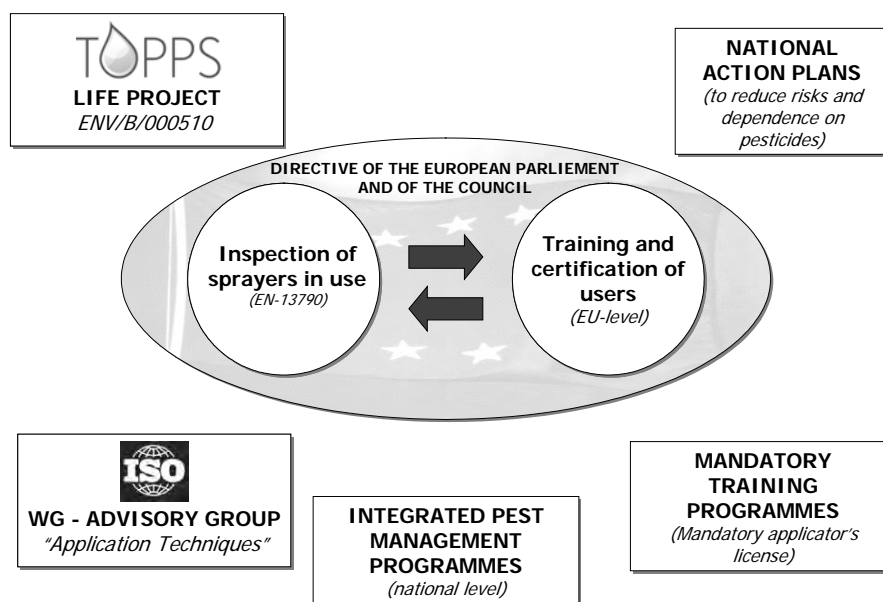 TOPPS
LIFE PROJECT
ENV/B/000510
NATIONAL
ACTION PLANS
(to reduce risks and
dependence on
pesticides)
DIRECTIVE OF THE EUROPEAN PARLIEMENT
AND OF THE COUNCIL
Inspection of
sprayers in use
(EN-13790)
Training and
certification of
users
(EU-level)
ISO
WG - ADVISORY GROUP
“Application Techniques”
INTEGRATED PEST
MANAGEMENT
PROGRAMMES
(national level)
MANDATORY
TRAINING
PROGRAMMES
(Mandatory applicator’s
license)